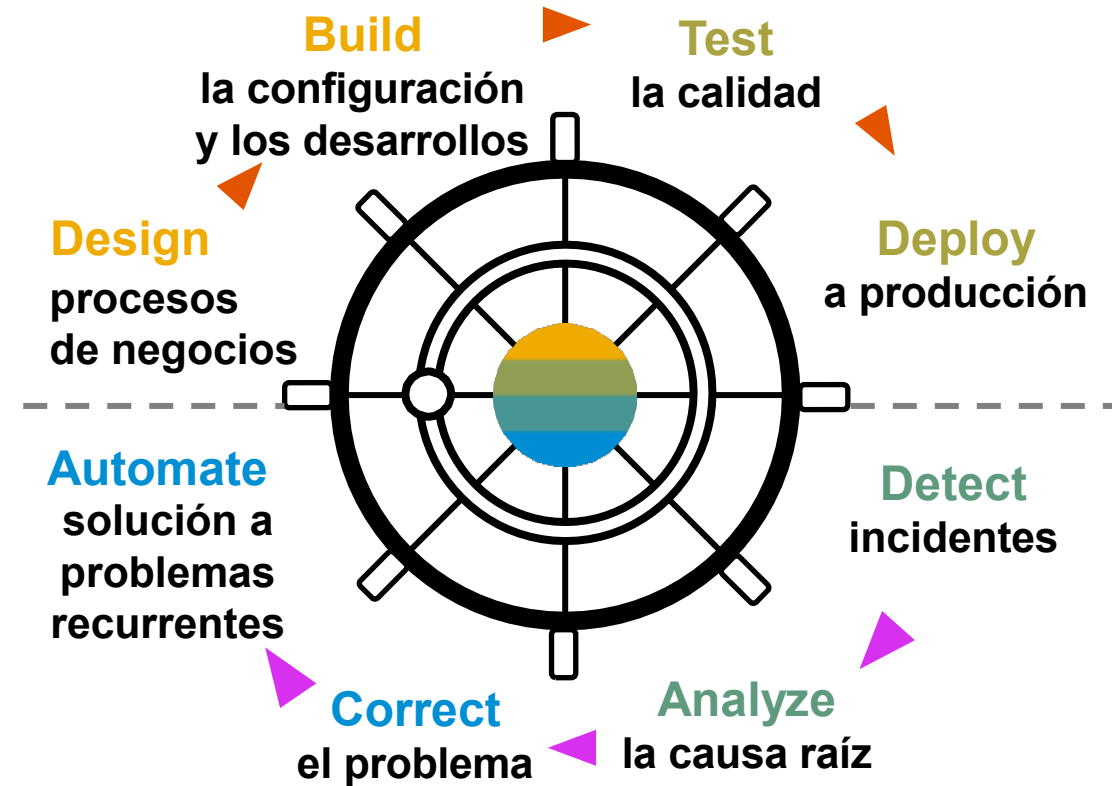 Build
la configuración
y los desarrollos
Test
la calidad
Design
procesos
de negocios
Deploy
a producción
Automate
solución a
problemas
recurrentes
Detect
incidentes
Correct
el problema
Analyze
la causa raíz